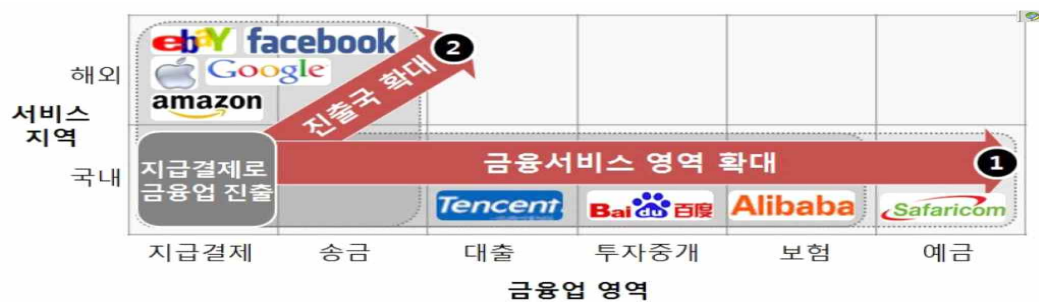 ebay facebook
Google
amazon
해외
서비스
지역
국내
진출국 확대
2
지급결제로
금융업 진출
금융서비스 영역 확대
1
Tencent
Bai du 百度
Alibaba
Safaricom
지급결제
송금
대출
투자중개
보험
예금
금융업 영역